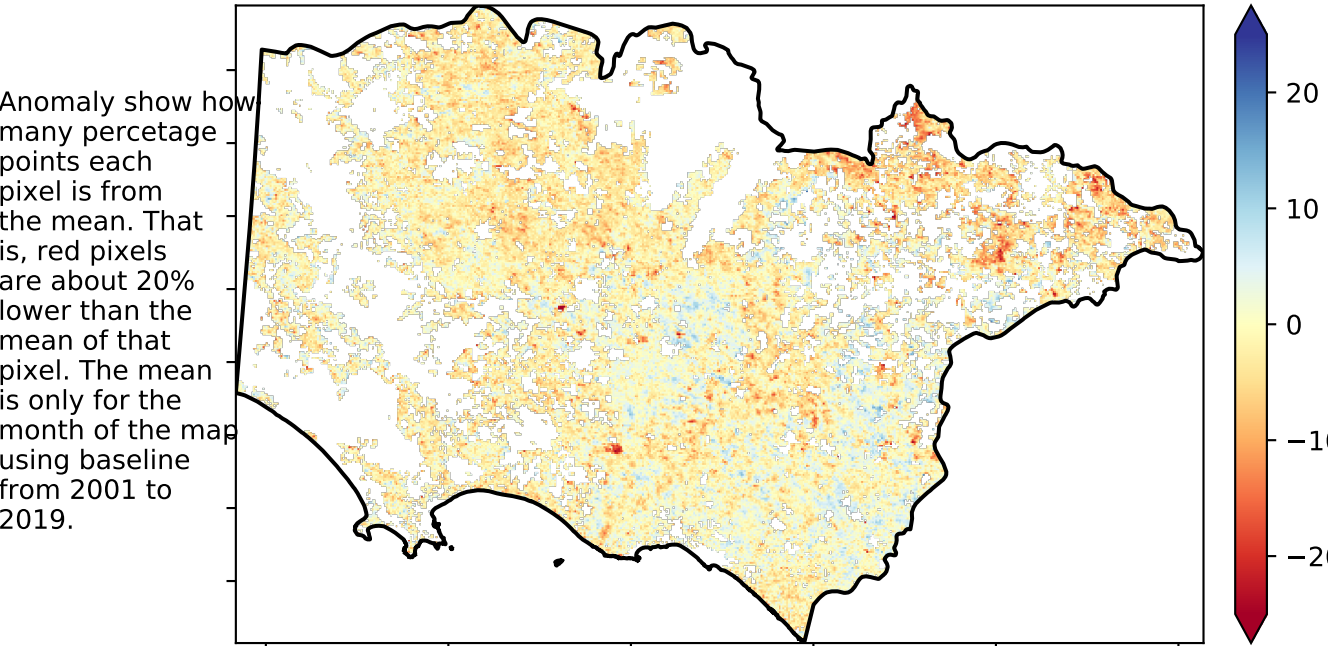 Anomaly show how
many percetage
points each
pixel is from
the mean. That
is, red pixels
are about 20%
lower than the
mean of that
pixel. The mean
is only for the
month of the map
using baseline
from 2001 to
2019.
20
10
0
−10
−20